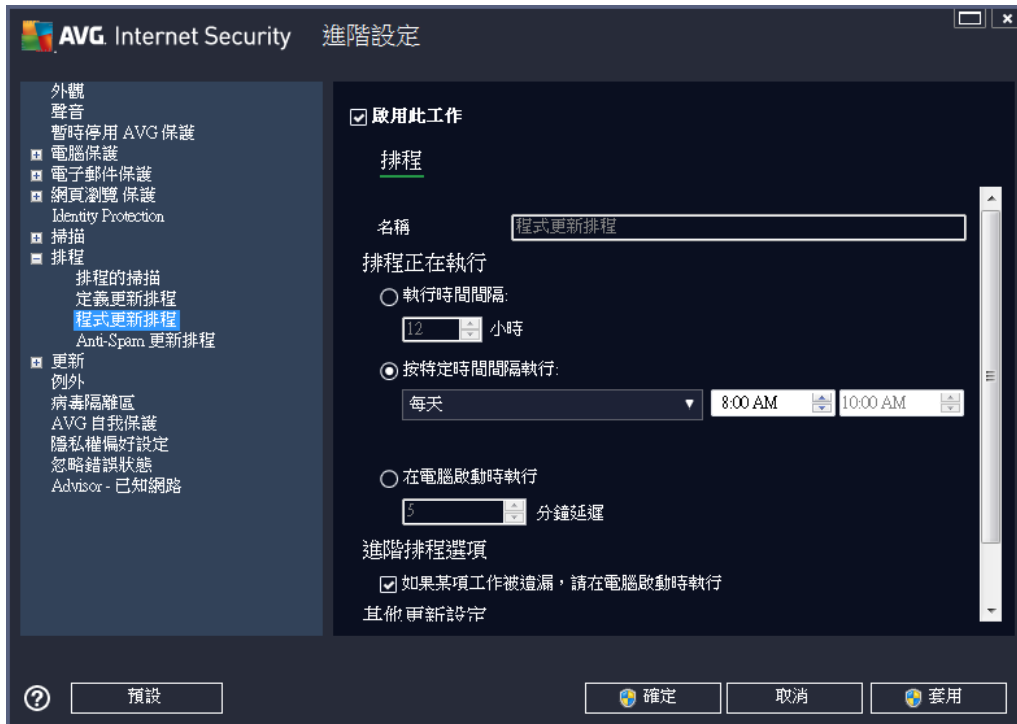 AVG. Internet Security 進階設定
外觀
聲音
暫時停用 AVG 保護
電腦保護
電子郵件保護
網頁瀏覽 保護
Identity Protection
掃描
排程
排程的掃描
定義更新排程
程式更新排程
Anti-Spam 更新排程
更新
例外
病毒隔離區
AVG 自我保護
隱私權偏好設定
忽略錯誤狀態
Advisor - 已知網路
啟用此工作
排程
名稱 程式更新排程
排程正在執行
執行時間間隔:
12 小時
按特定時間間隔執行:
每天 8:00 AM 10:00 AM
在電腦啟動時執行
5 分鐘延遲
進階排程選項
如果某項工作被遺漏，請在電腦啟動時執行
其他更新設定
預設 確定 取消 套用